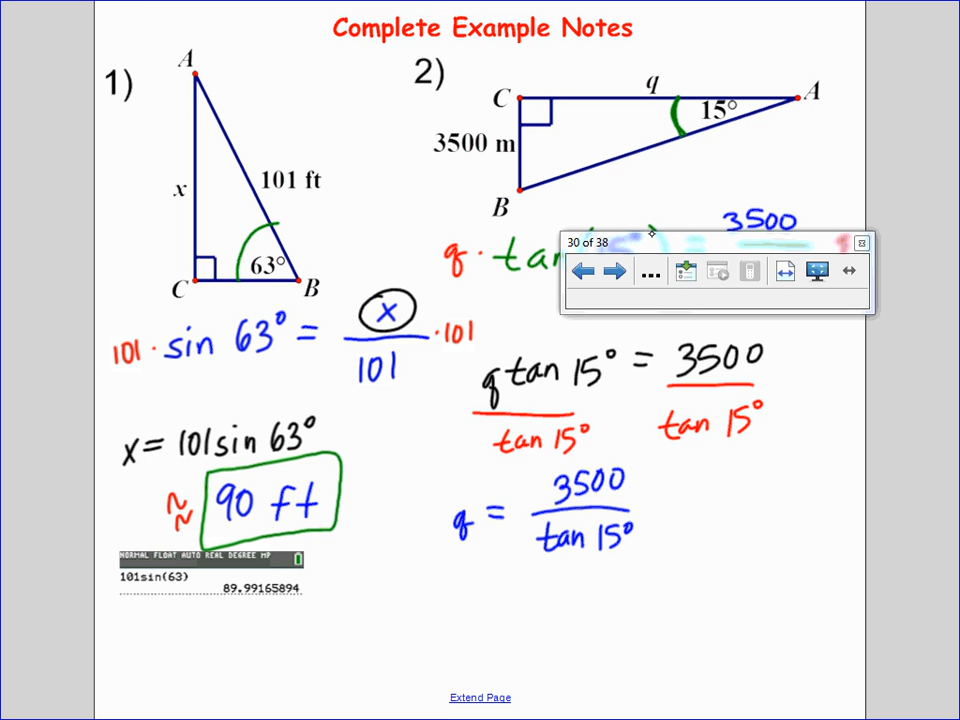 Complete Example Notes
1)
A
x
101 ft
63°
C
B
101 · sin 63° = x / 101 · 101
x = 101 sin 63°
≈ 90 ft
NORMAL FLOAT AUTO REAL DEGREE MP
101sin(63)
89.99165894
2)
C
q
A
15°
3500 m
B
q · tan
=
3500
30 of 38
...
q tan 15° = 3500
tan 15°
tan 15°
q = 3500 / tan 15°
Extend Page